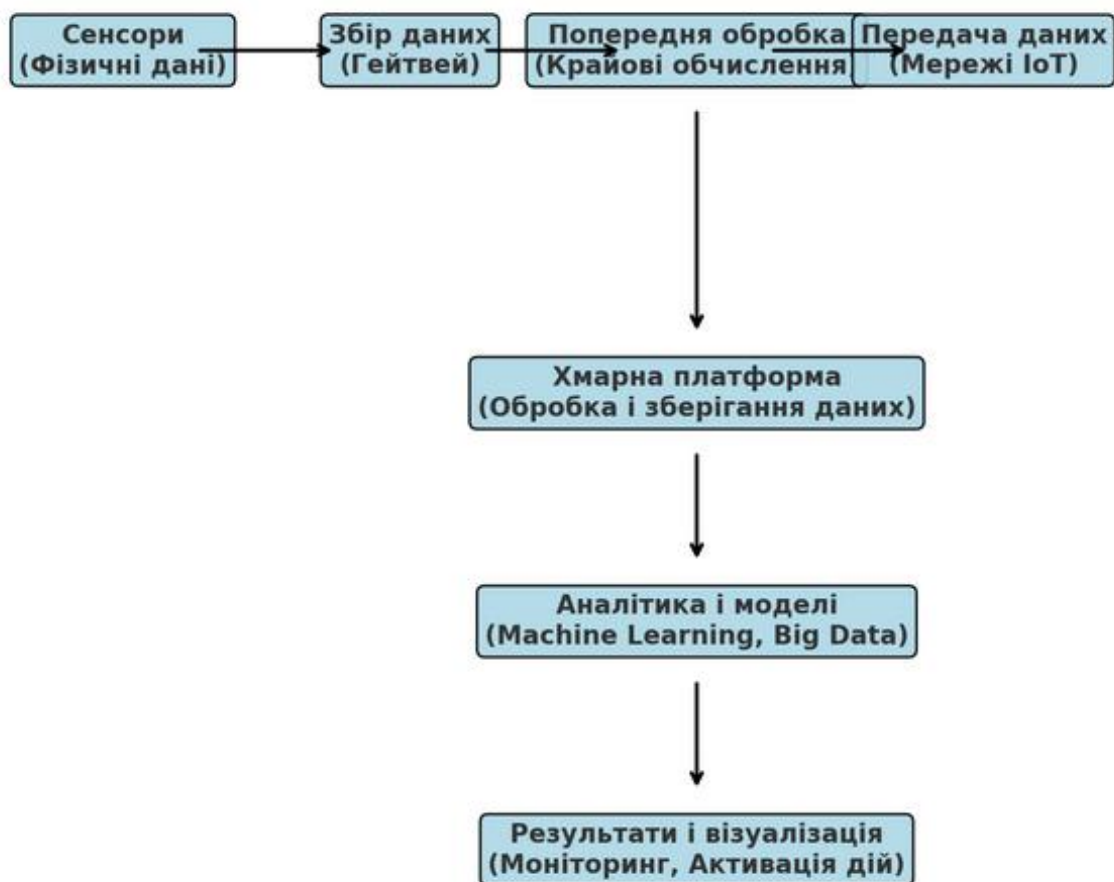 Сенсори
(Фізичні дані)
Збір даних
(Гейтвей)
Попередня обробка
(Крайові обчислення
Передача даних
(Мережі IoT)
Хмарна платформа
(Обробка і зберігання даних)
Аналітика і моделі
(Machine Learning, Big Data)
Результати і візуалізація
(Моніторинг, Активація дій)